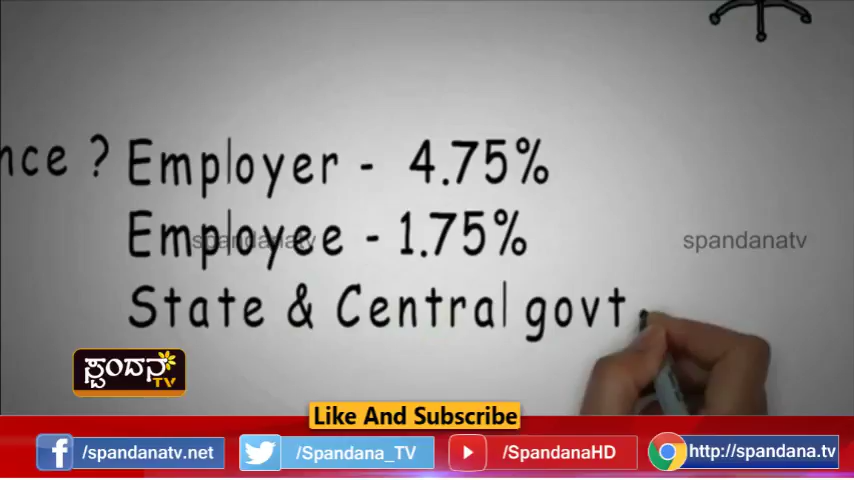 nce ? Employer - 4.75%
Employee - 1.75%
spandanatv
spandanatv
State & Central govt
ಸ್ಪಂದನ
TV
Like And Subscribe
f /spandanatv.net
/Spandana_TV
/SpandanaHD
http://spandana.tv